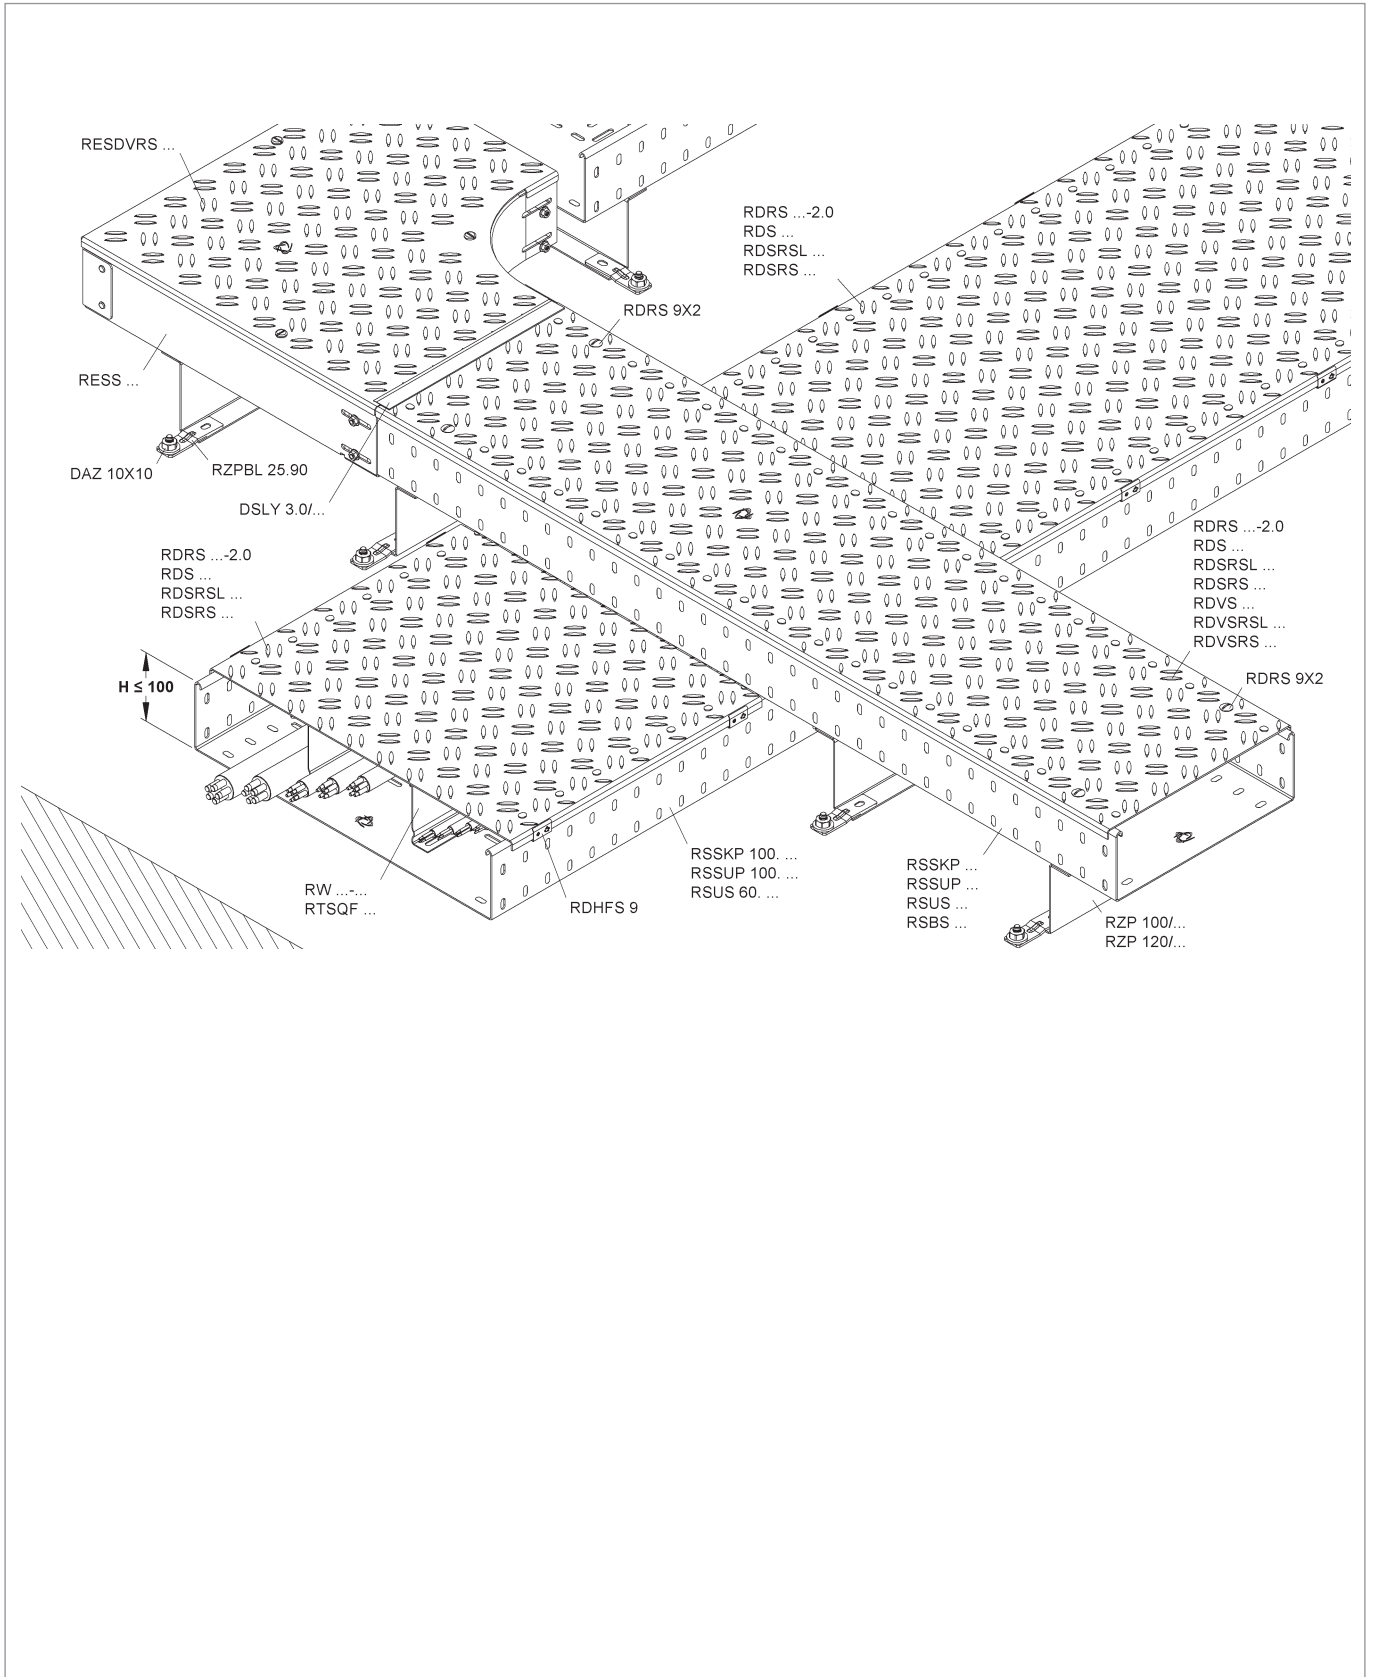 RESDVRS ...
RDRS ...-2.0
RDS ...
RDSRSL ...
RDSRS ...
RDRS 9X2
RESS ...
DAZ 10X10
RZPBL 25.90
DSLY 3.0/...
RDRS ...-2.0
RDS ...
RDSRSL ...
RDSRS ...
RDRS ...-2.0
RDS ...
RDSRSL ...
RDSRS ...
RDVS ...
RDVSRSL ...
RDVSRS ...
RDRS 9X2
H ≤ 100
RSSKP 100. ...
RSSUP 100. ...
RSUS 60. ...
RSSKP ...
RSSUP ...
RSUS ...
RSBS ...
RW ...-...
RTSQF ...
RDHFS 9
RZP 100/...
RZP 120/...